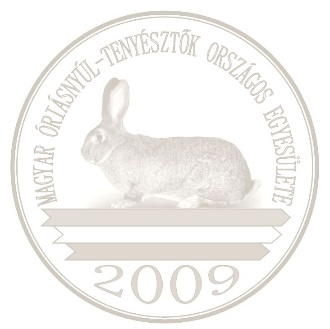 MAGYAR ÓRIÁSNYÚL-TENYÉSZTŐK ORSZÁGOS EGYESÜLETE
2009